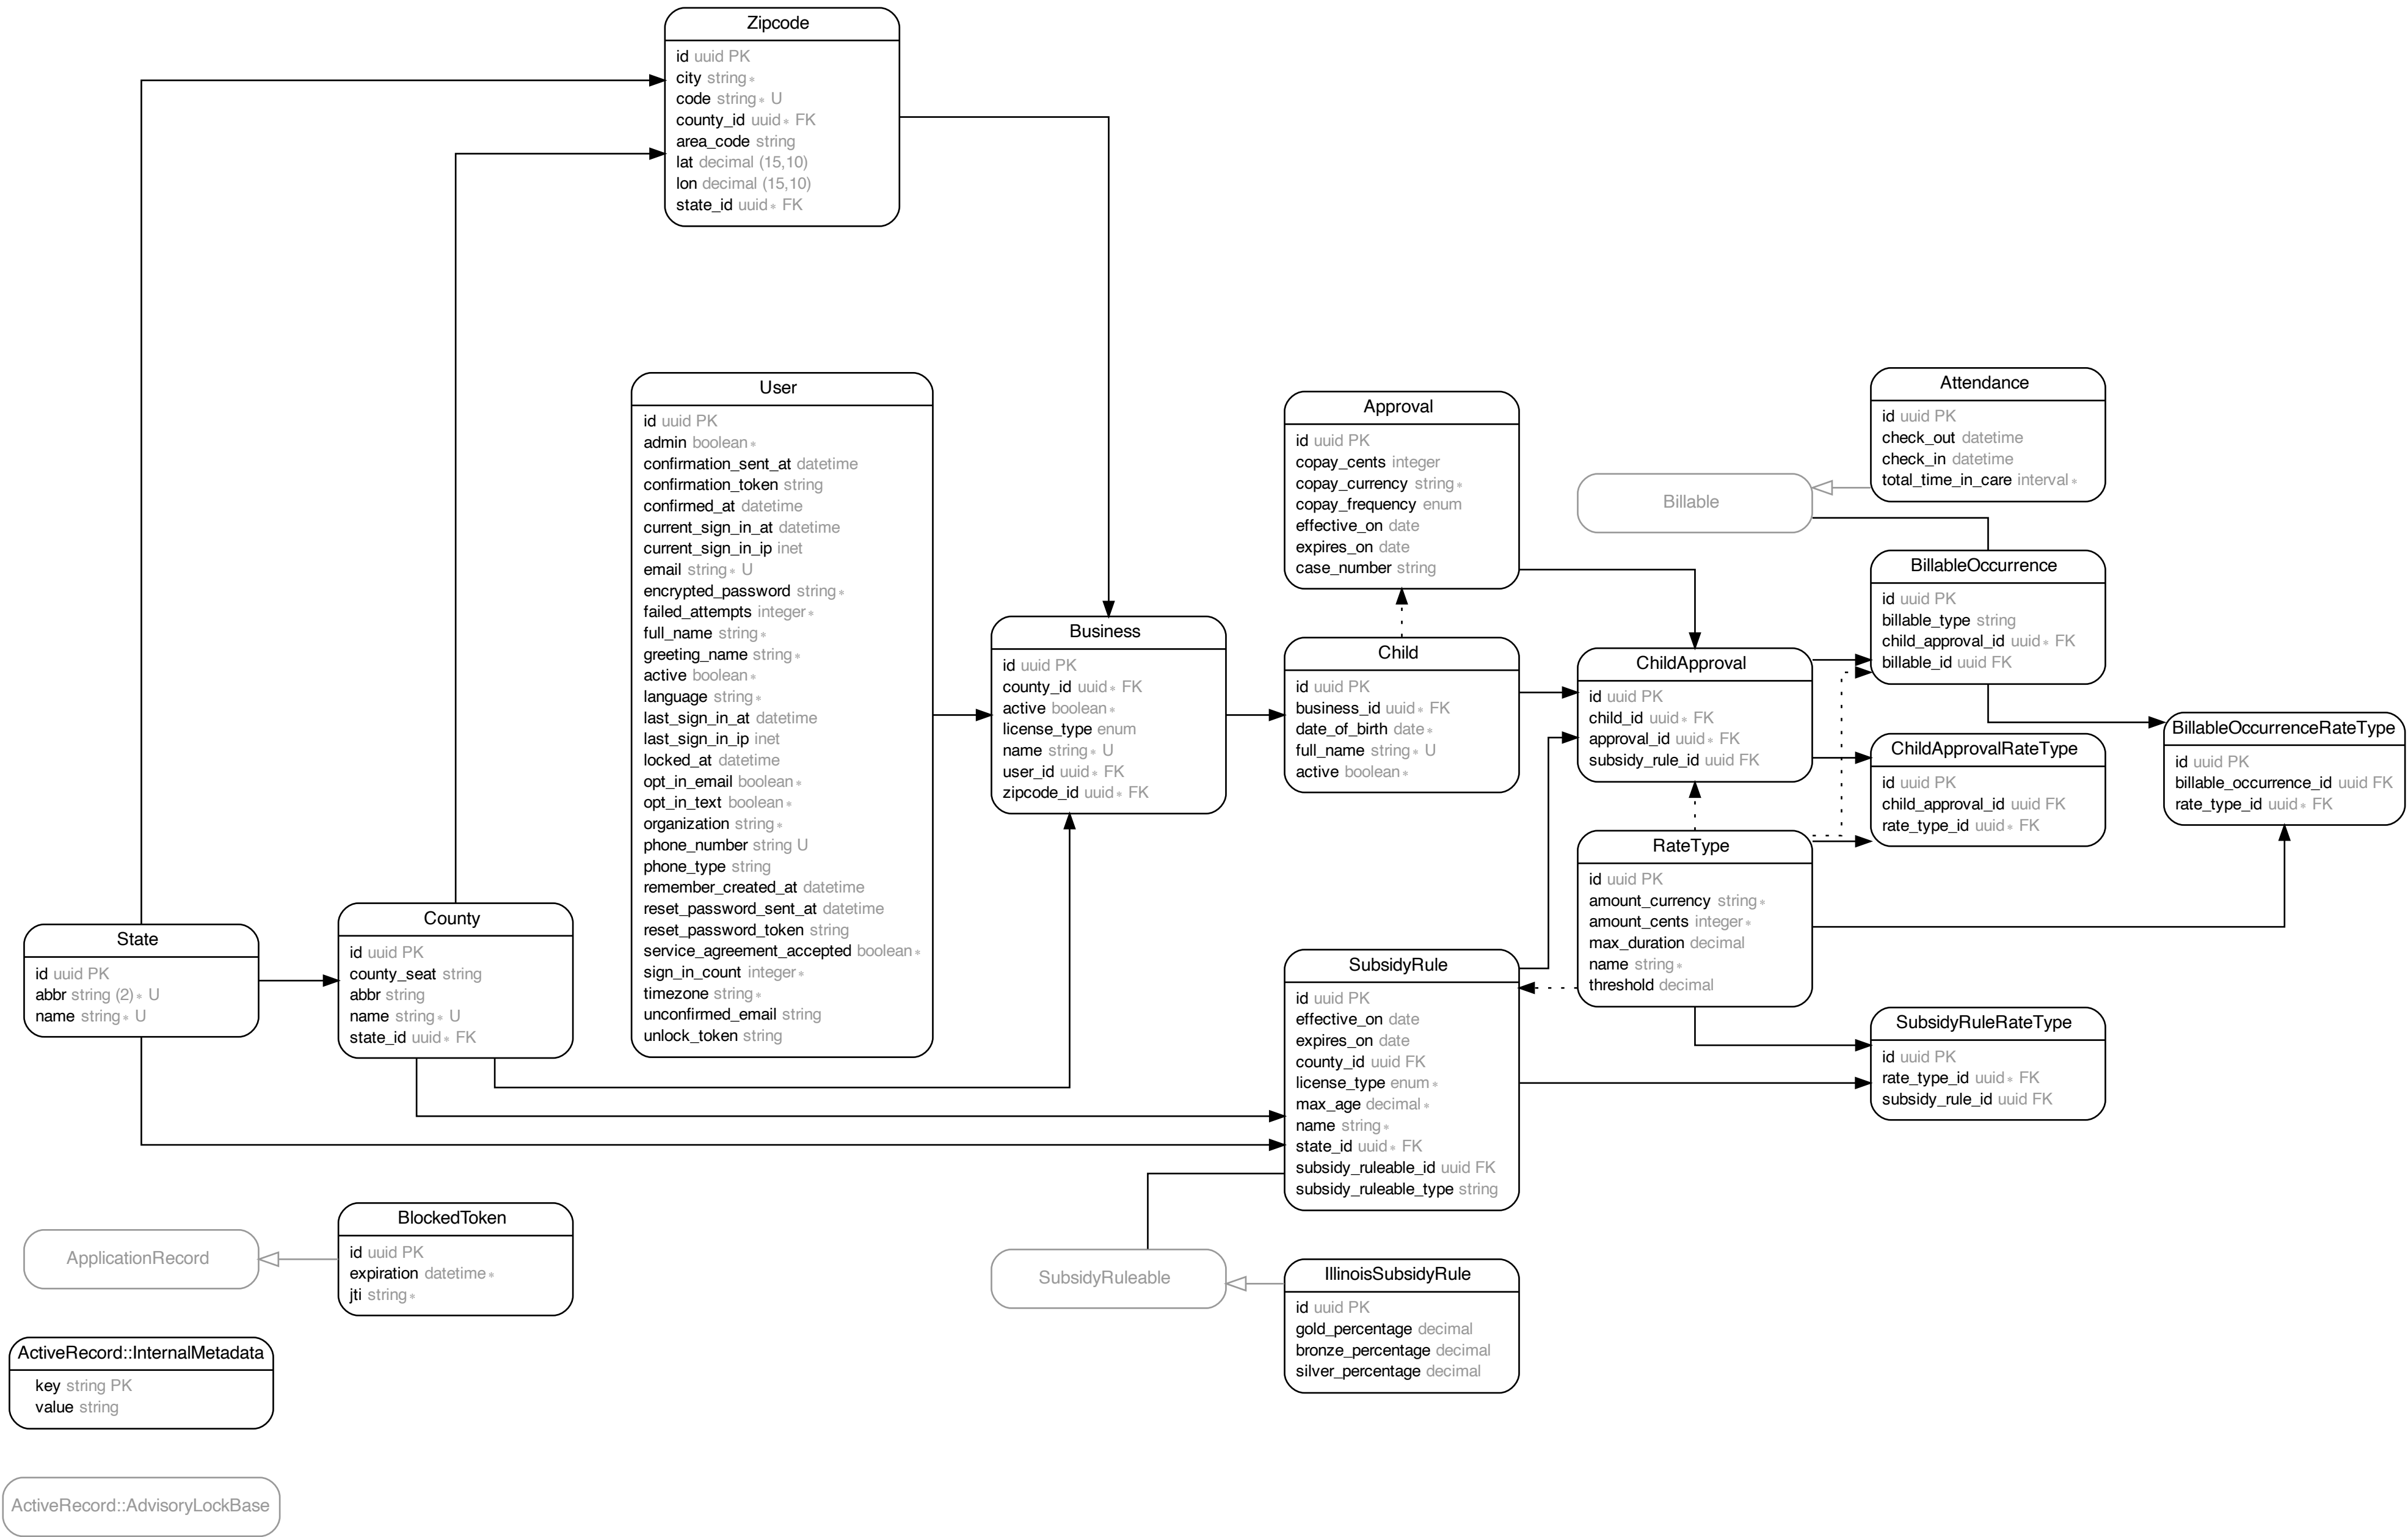 Zipcode
id uuid PK
city string∗
code string∗ U
county_id uuid∗ FK
area_code string
lat decimal (15,10)
lon decimal (15,10)
state_id uuid∗ FK
User
id uuid PK
admin boolean∗
confirmation_sent_at datetime
confirmation_token string
confirmed_at datetime
current_sign_in_at datetime
current_sign_in_ip inet
email string∗ U
encrypted_password string∗
failed_attempts integer∗
full_name string∗
greeting_name string∗
active boolean∗
language string∗
last_sign_in_at datetime
last_sign_in_ip inet
locked_at datetime
opt_in_email boolean∗
opt_in_text boolean∗
organization string∗
phone_number string U
phone_type string
remember_created_at datetime
reset_password_sent_at datetime
reset_password_token string
service_agreement_accepted boolean∗
sign_in_count integer∗
timezone string∗
unconfirmed_email string
unlock_token string
Business
id uuid PK
county_id uuid∗ FK
active boolean∗
license_type enum
name string∗ U
user_id uuid∗ FK
zipcode_id uuid∗ FK
Approval
id uuid PK
copay_cents integer
copay_currency string∗
copay_frequency enum
effective_on date
expires_on date
case_number string
Child
id uuid PK
business_id uuid∗ FK
date_of_birth date∗
full_name string∗ U
active boolean∗
Billable
Attendance
id uuid PK
check_out datetime
check_in datetime
total_time_in_care interval∗
BillableOccurrence
id uuid PK
billable_type string
child_approval_id uuid∗ FK
billable_id uuid FK
ChildApproval
id uuid PK
child_id uuid∗ FK
approval_id uuid∗ FK
subsidy_rule_id uuid FK
ChildApprovalRateType
id uuid PK
child_approval_id uuid FK
rate_type_id uuid∗ FK
BillableOccurrenceRateType
id uuid PK
billable_occurrence_id uuid FK
rate_type_id uuid∗ FK
RateType
id uuid PK
amount_currency string∗
amount_cents integer∗
max_duration decimal
name string∗
threshold decimal
State
id uuid PK
abbr string (2)∗ U
name string∗ U
County
id uuid PK
county_seat string
abbr string
name string∗ U
state_id uuid∗ FK
SubsidyRule
id uuid PK
effective_on date
expires_on date
county_id uuid FK
license_type enum∗
max_age decimal∗
name string∗
state_id uuid∗ FK
subsidy_ruleable_id uuid FK
subsidy_ruleable_type string
SubsidyRuleRateType
id uuid PK
rate_type_id uuid∗ FK
subsidy_rule_id uuid FK
ApplicationRecord
BlockedToken
id uuid PK
expiration datetime∗
jti string∗
SubsidyRuleable
IllinoisSubsidyRule
id uuid PK
gold_percentage decimal
bronze_percentage decimal
silver_percentage decimal
ActiveRecord::InternalMetadata
key string PK
value string
ActiveRecord::AdvisoryLockBase